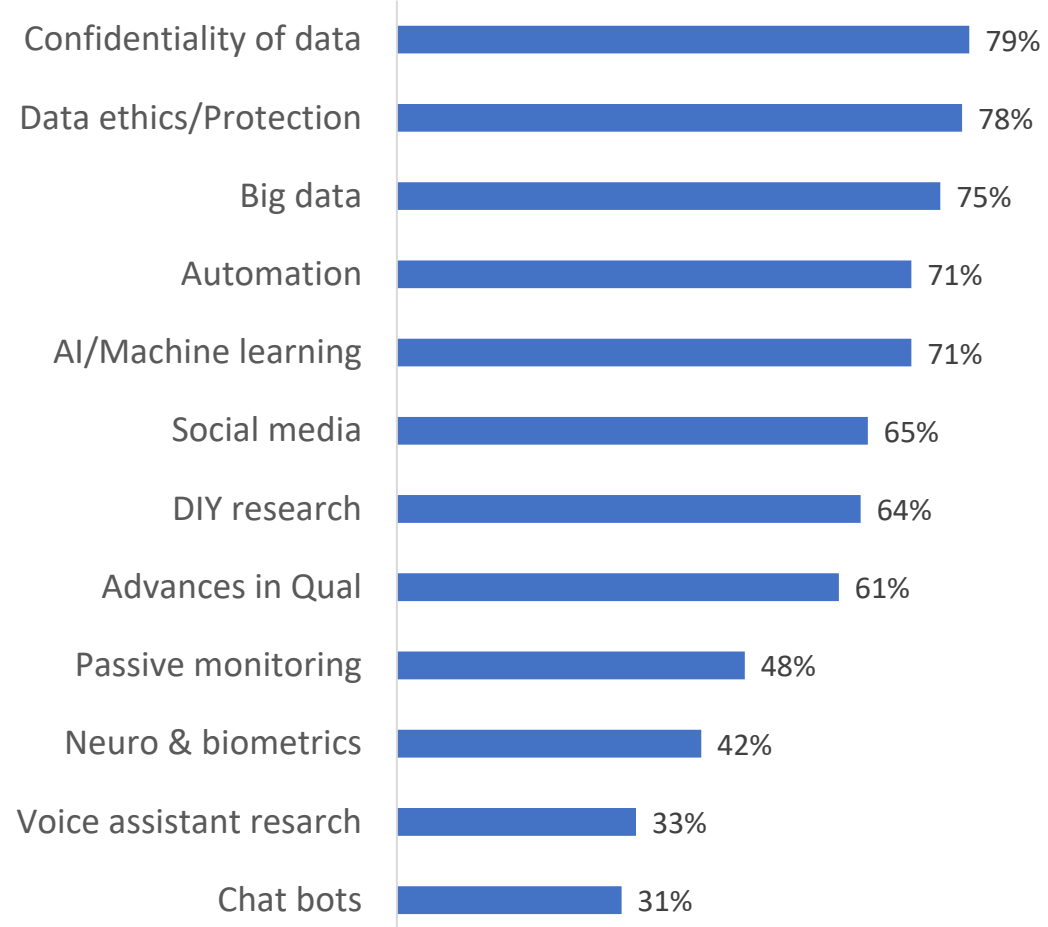 Confidentiality of data 79%
Data ethics/Protection 78%
Big data 75%
Automation 71%
AI/Machine learning 71%
Social media 65%
DIY research 64%
Advances in Qual 61%
Passive monitoring 48%
Neuro & biometrics 42%
Voice assistant resarch 33%
Chat bots 31%